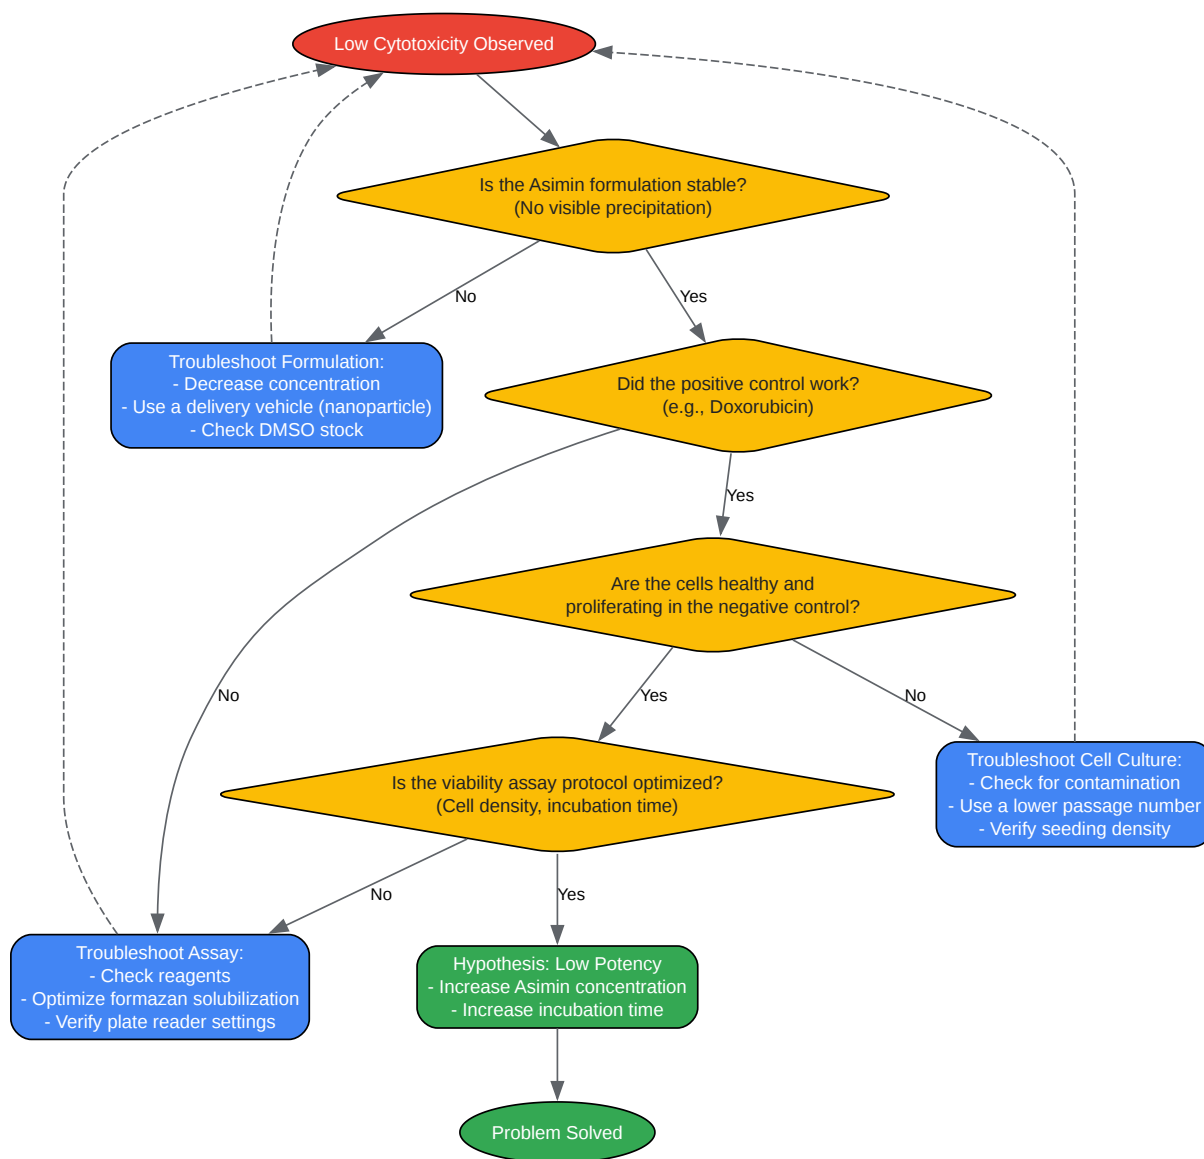 Low Cytotoxicity Observed
Is the Asimin formulation stable?
(No visible precipitation)
No
Yes
Troubleshoot Formulation:
- Decrease concentration
- Use a delivery vehicle (nanoparticle)
- Check DMSO stock
Did the positive control work?
(e.g., Doxorubicin)
Yes
Are the cells healthy and
proliferating in the negative control?
No
Yes
No
Is the viability assay protocol optimized?
(Cell density, incubation time)
Troubleshoot Cell Culture:
- Check for contamination
- Use a lower passage number
- Verify seeding density
No
Yes
Troubleshoot Assay:
- Check reagents
- Optimize formazan solubilization
- Verify plate reader settings
Hypothesis: Low Potency
- Increase Asimin concentration
- Increase incubation time
Problem Solved